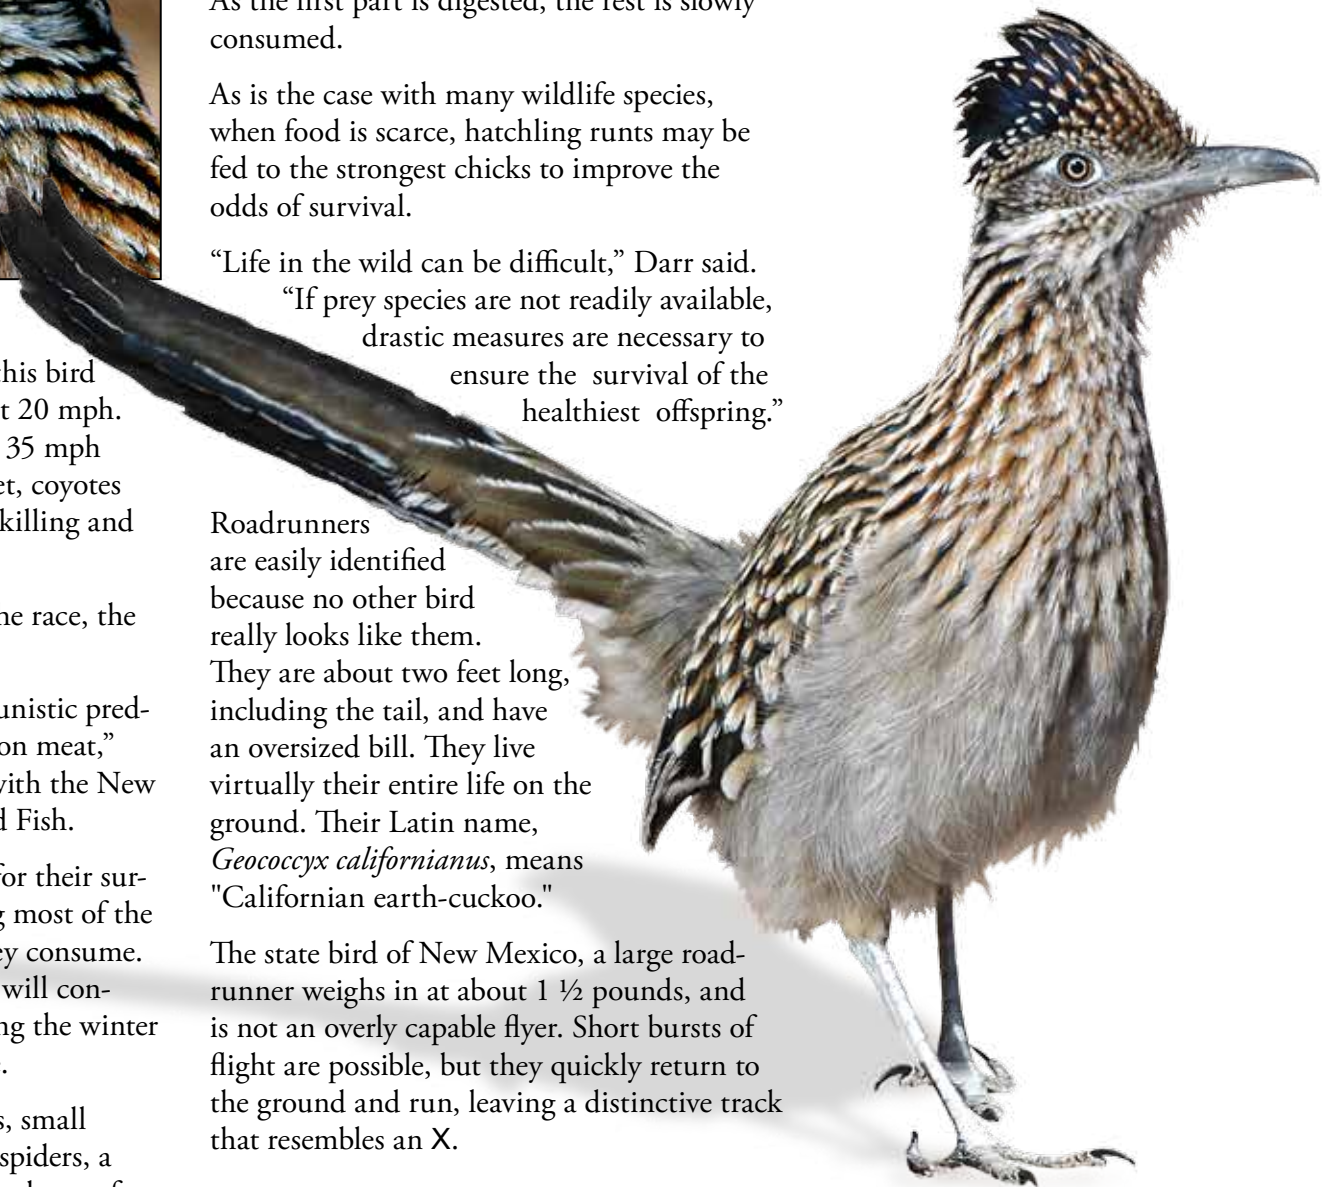 this bird
t 20 mph.
35 mph
et, coyotes
killing and
he race, the
unistic pred-
on meat,”
with the New
d Fish.
for their sur-
g most of the
ey consume.
will con-
ng the winter
s, small
spiders, a
As the first part is digested, the rest is slowly
consumed.
As is the case with many wildlife species,
when food is scarce, hatchling runts may be
fed to the strongest chicks to improve the
odds of survival.
“Life in the wild can be difficult,” Darr said.
“If prey species are not readily available,
drastic measures are necessary to
ensure the survival of the
healthiest offspring.”
Roadrunners
are easily identified
because no other bird
really looks like them.
They are about two feet long,
including the tail, and have
an oversized bill. They live
virtually their entire life on the
ground. Their Latin name,
Geococcyx californianus, means
"Californian earth-cuckoo."
The state bird of New Mexico, a large road-
runner weighs in at about 1 ½ pounds, and
is not an overly capable flyer. Short bursts of
flight are possible, but they quickly return to
the ground and run, leaving a distinctive track
that resembles an X.